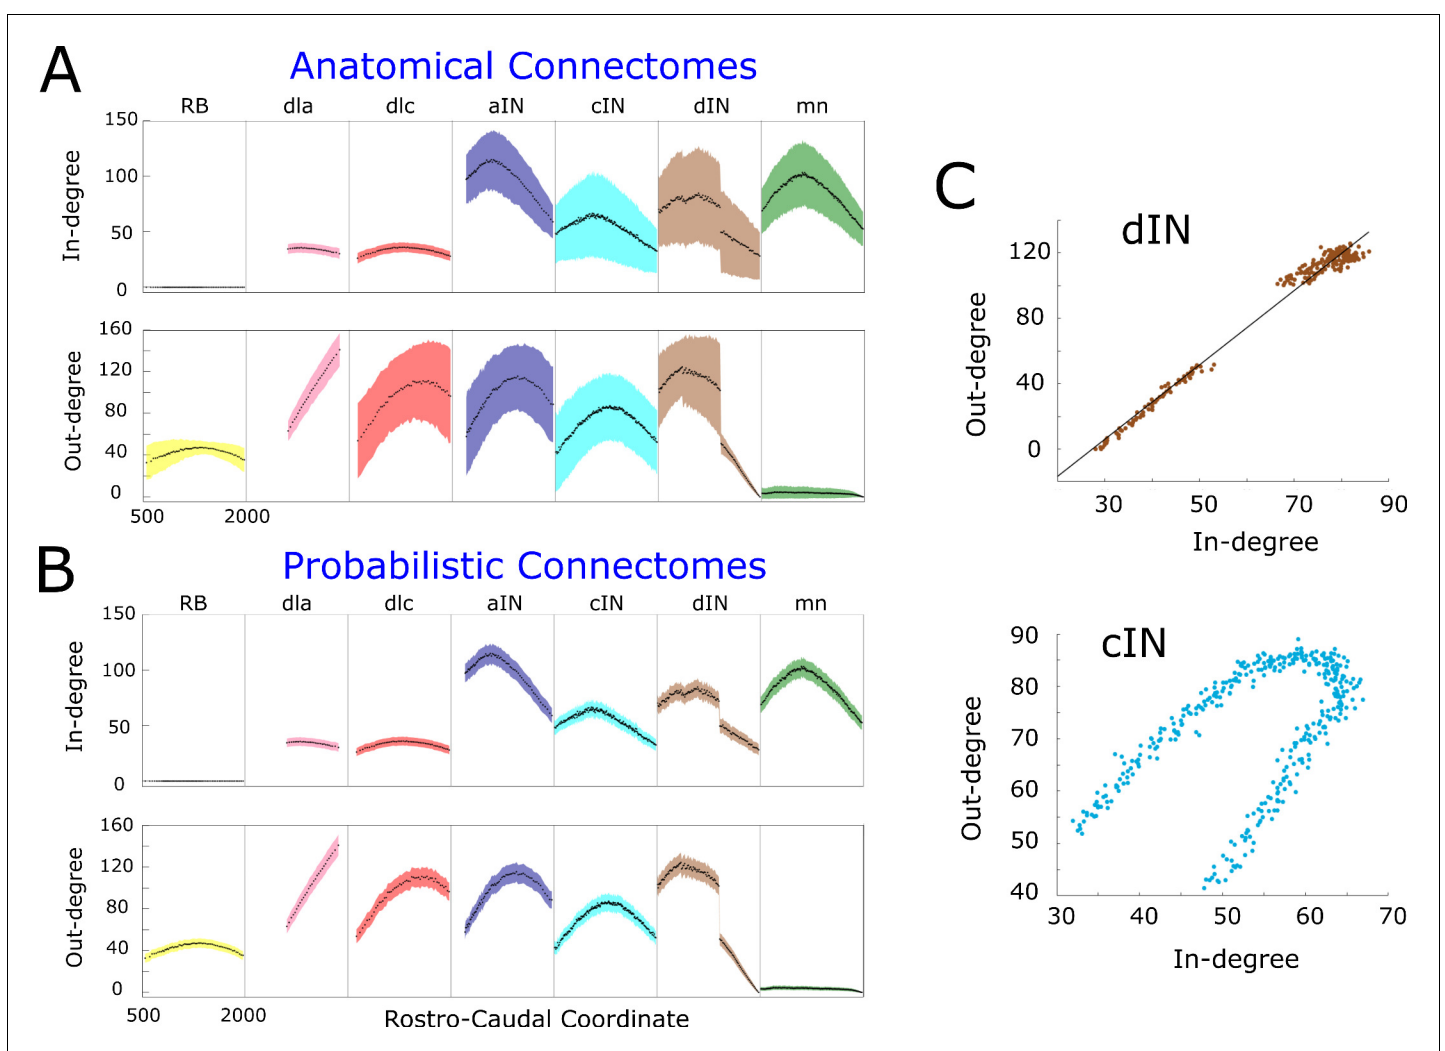 A
Anatomical Connectomes
RB dla dlc aIN cIN dIN mn
150
100
50
0
In-degree
160
120
80
40
0
Out-degree
500 2000
B
Probabilistic Connectomes
RB dla dlc aIN cIN dIN mn
150
100
50
0
In-degree
160
120
80
40
0
Out-degree
500 2000
Rostro-Caudal Coordinate
C
dIN
120
80
40
0
Out-degree
30 50 70 90
In-degree
cIN
90
80
70
60
50
40
Out-degree
30 40 50 60 70
In-degree